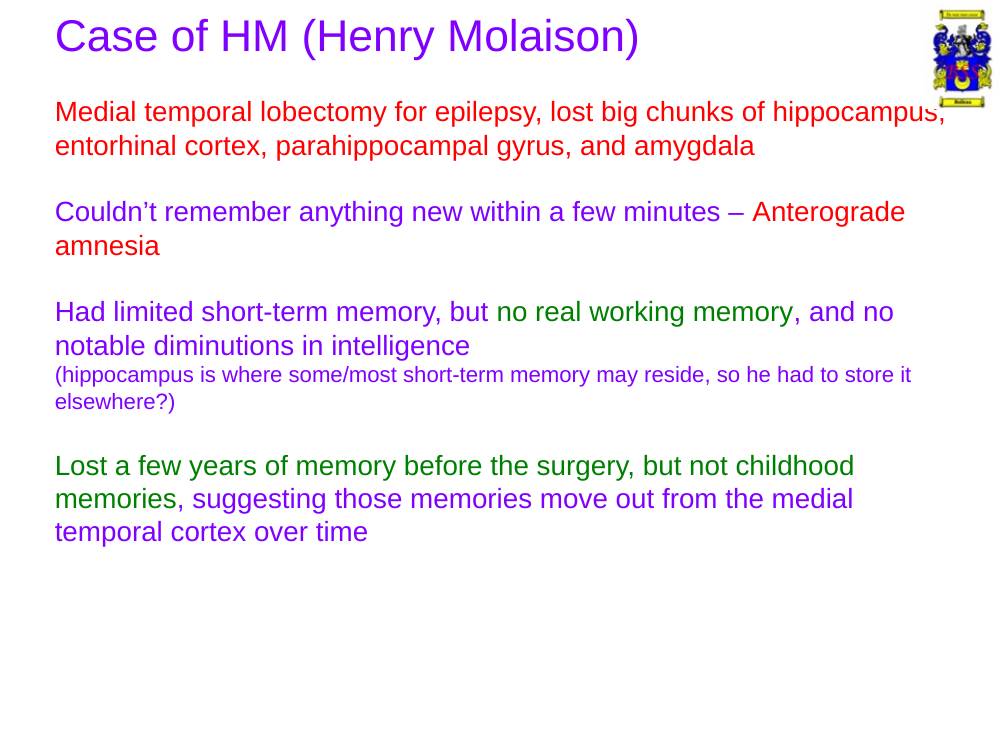 Case of HM (Henry Molaison)
Medial temporal lobectomy for epilepsy, lost big chunks of hippocampus,
entorhinal cortex, parahippocampal gyrus, and amygdala
Couldn’t remember anything new within a few minutes – Anterograde
amnesia
Had limited short-term memory, but no real working memory, and no
notable diminutions in intelligence
(hippocampus is where some/most short-term memory may reside, so he had to store it
elsewhere?)
Lost a few years of memory before the surgery, but not childhood
memories, suggesting those memories move out from the medial
temporal cortex over time